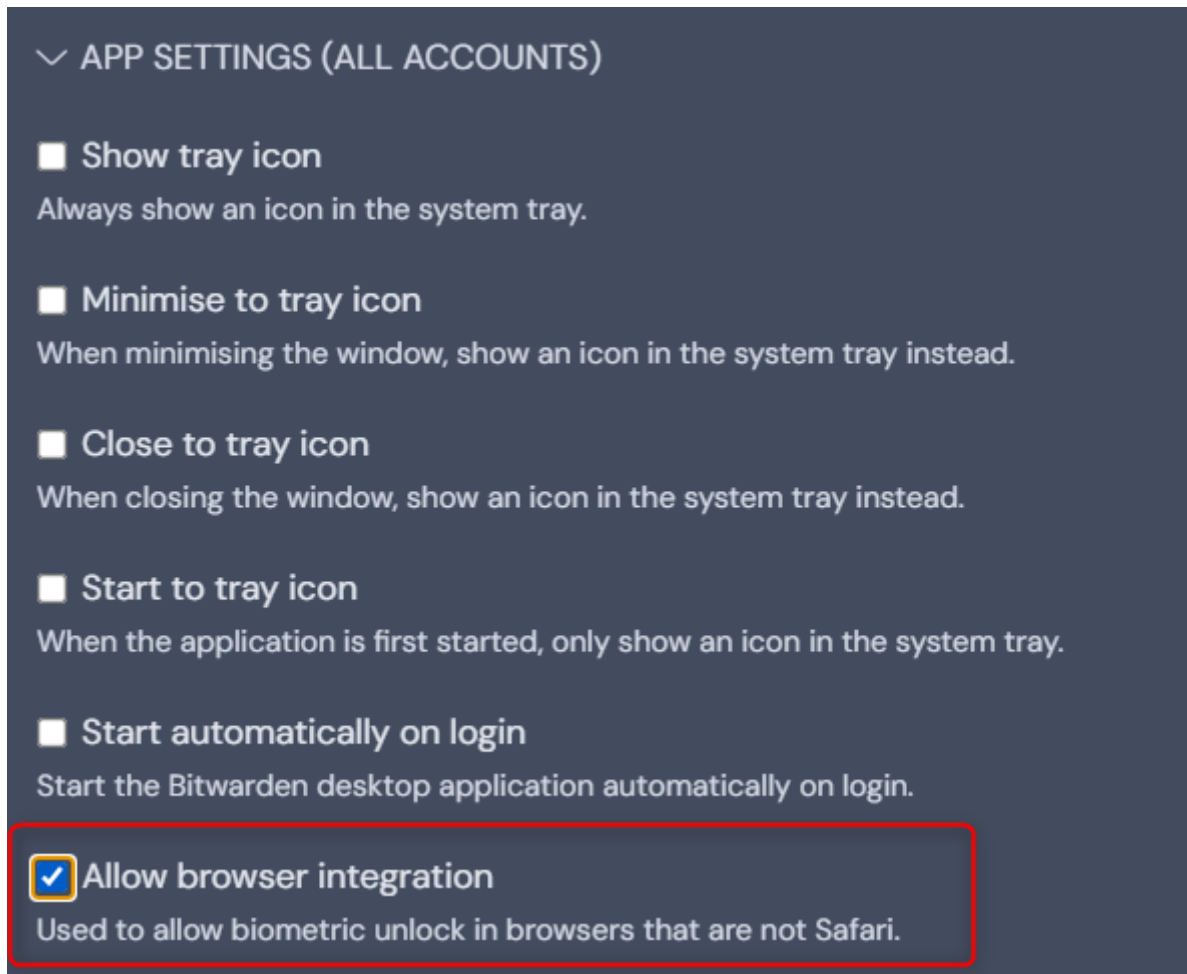 APP SETTINGS (ALL ACCOUNTS)
Show tray icon
Always show an icon in the system tray.
Minimise to tray icon
When minimising the window, show an icon in the system tray instead.
Close to tray icon
When closing the window, show an icon in the system tray instead.
Start to tray icon
When the application is first started, only show an icon in the system tray.
Start automatically on login
Start the Bitwarden desktop application automatically on login.
Allow browser integration
Used to allow biometric unlock in browsers that are not Safari.